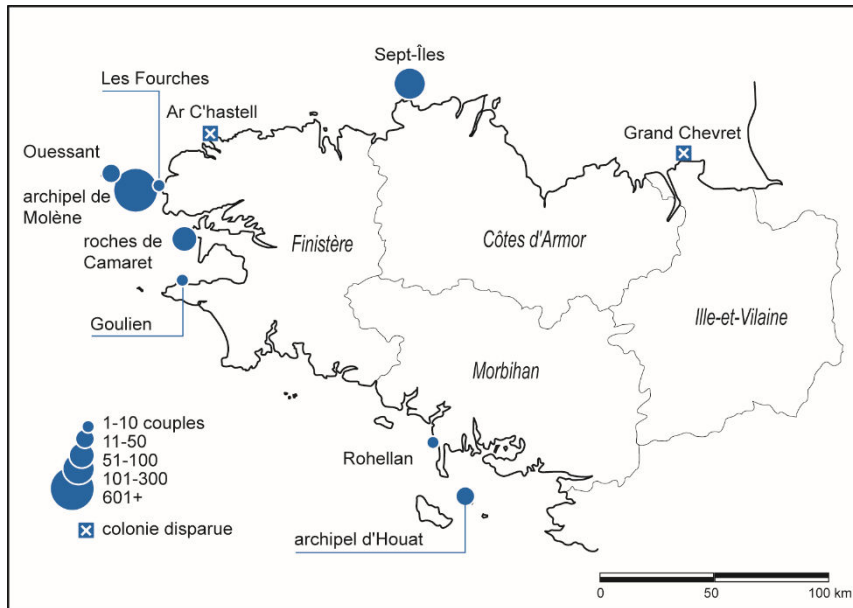 Sept-Îles
Les Fourches
Ar C'hastell
Grand Chevret
Ouessant
archipel de
Molène
roches de
Camaret
Finistère
Côtes d'Armor
Ille-et-Vilaine
Goulien
Morbihan
1-10 couples
11-50
51-100
101-300
601+
colonie disparue
Rohellan
archipel d'Houat
0 50 100 km